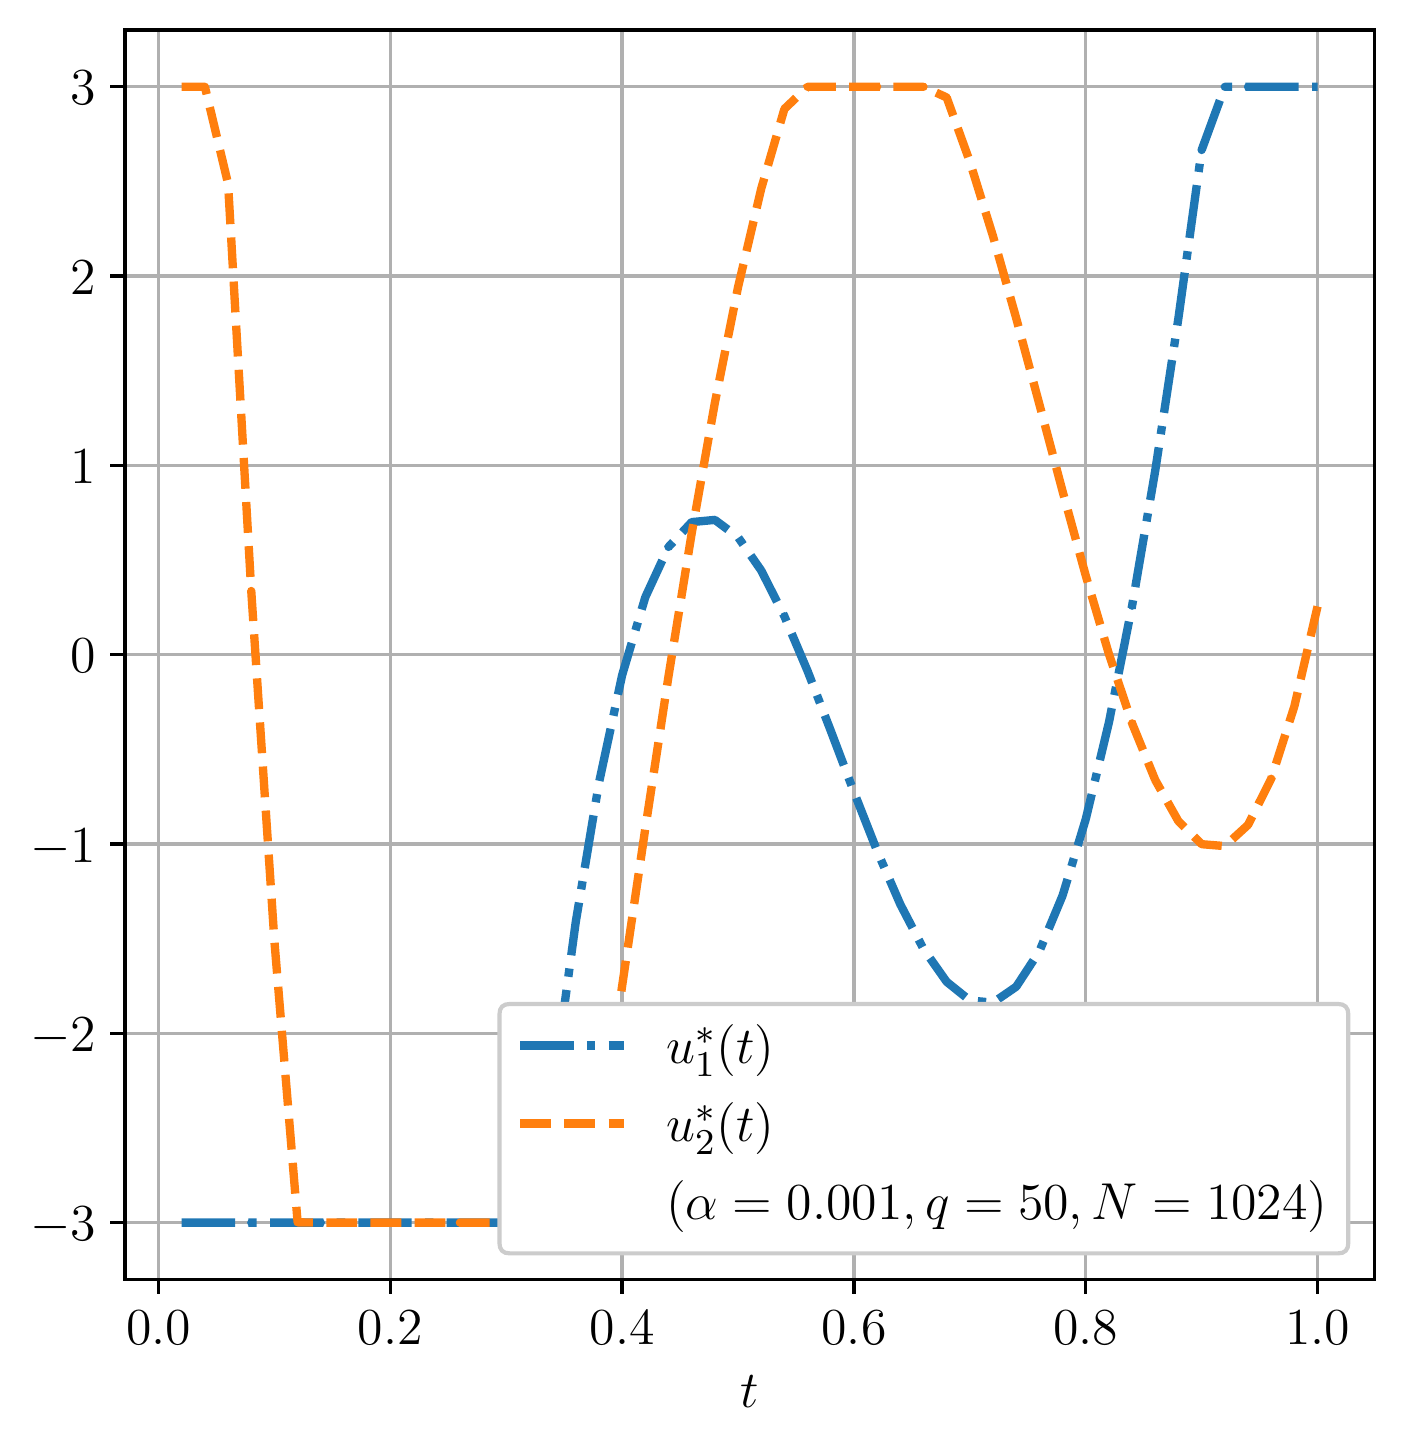 3
2
1
0
−1
−2
−3
u₁*(t)
u₂*(t)
(α = 0.001, q = 50, N = 1024)
0.0 0.2 0.4 0.6 0.8 1.0
t